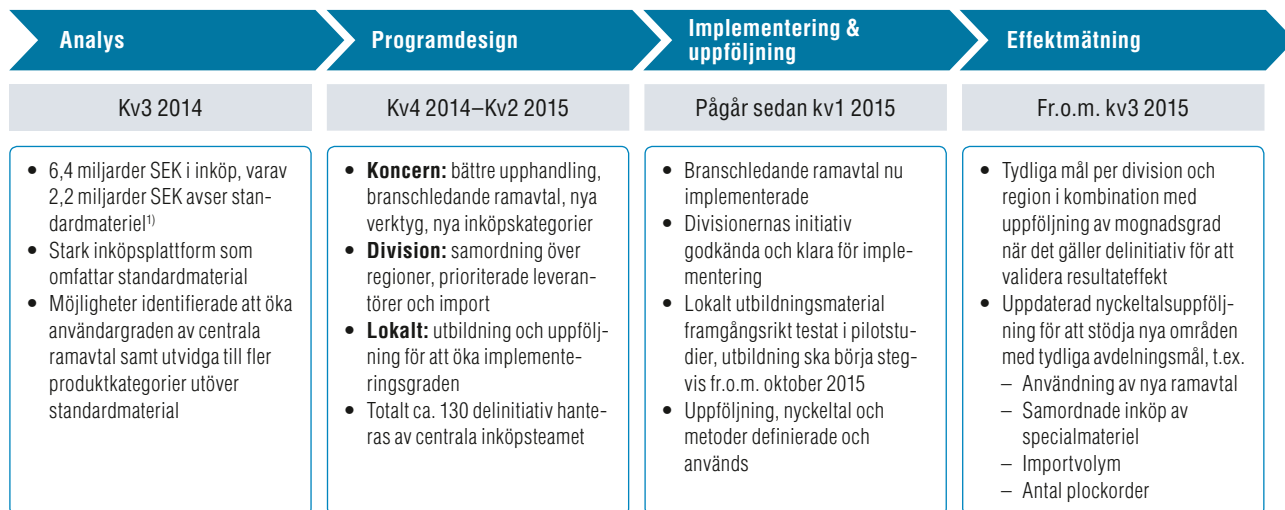 Analys
Kv3 2014
• 6,4 miljarder SEK i inköp, varav
2,2 miljarder SEK avser stan-
dardmateriel1)
• Stark inköpsplattform som
omfattar standardmaterial
• Möjligheter identifierade att öka
användargraden av centrala
ramavtal samt utvidga till fler
produktkategorier utöver
standardmaterial
Programdesign
Kv4 2014–Kv2 2015
• Koncern: bättre upphandling,
branschledande ramavtal, nya
verktyg, nya inköpskategorier
• Division: samordning över
regioner, prioriterade leveran-
törer och import
• Lokalt: utbildning och uppfölj-
ning för att öka implemente-
ringsgraden
• Totalt ca. 130 delinitiativ hante-
ras av centrala inköpsteamet
Implementering &
uppföljning
Pågår sedan kv1 2015
• Branschledande ramavtal nu
implementerade
• Divisionernas initiativ
godkända och klara för imple-
mentering
• Lokalt utbildningsmaterial
framgångsrikt testat i pilotstu-
dier, utbildning ska börja steg-
vis fr.o.m. oktober 2015
• Uppföljning, nyckeltal och
metoder definierade och
används
Effektmätning
Fr.o.m. kv3 2015
• Tydliga mål per division och
region i kombination med
uppföljning av mognadsgrad
när det gäller delinitiativ för att
validera resultateffekt
• Uppdaterad nyckeltalsuppfölj-
ning för att stödja nya områden
med tydliga avdelningsmål, t.ex.
– Användning av nya ramavtal
– Samordnade inköp av
specialmateriel
– Importvolym
– Antal plockorder